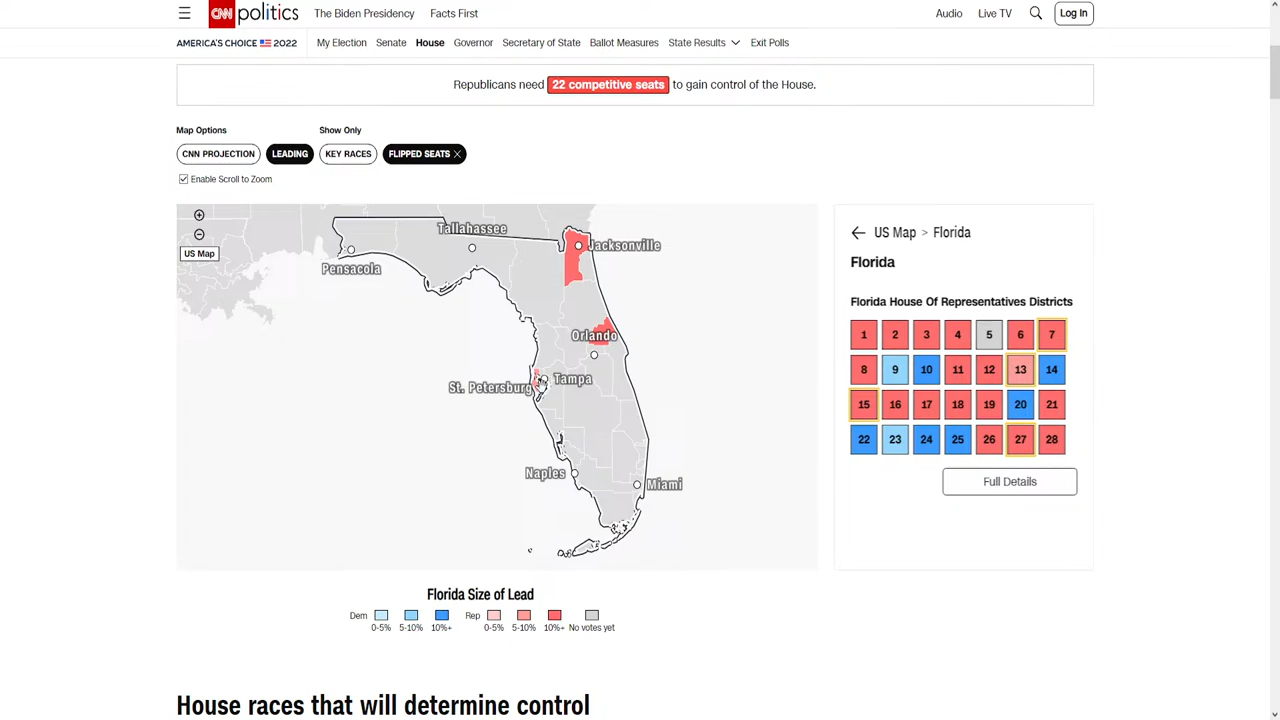 CNN politics The Biden Presidency Facts First Audio Live TV Log In
AMERICA'S CHOICE 2022 My Election Senate House Governor Secretary of State Ballot Measures State Results Exit Polls
Republicans need 22 competitive seats to gain control of the House.
Map Options Show Only
CNN PROJECTION LEADING KEY RACES FLIPPED SEATS
Enable Scroll to Zoom
US Map
Tallahassee
Jacksonville
Pensacola
Orlando
Tampa
St. Petersburg
Naples
Miami
US Map > Florida
Florida
Florida House Of Representatives Districts
1 2 3 4 5 6 7
8 9 10 11 12 13 14
15 16 17 18 19 20 21
22 23 24 25 26 27 28
Full Details
Florida Size of Lead
Dem Rep
0-5% 5-10% 10%+ 0-5% 5-10% 10%+ No votes yet
House races that will determine control